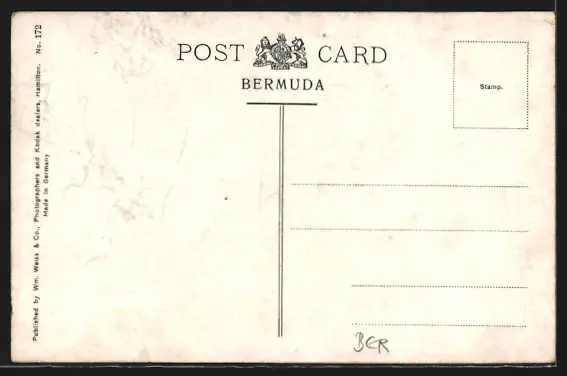 POST CARD
BERMUDA
Stamp.
Published by Wm. Weiss & Co., Photographers and Kodak dealers, Hamilton. No. 172
Made in Germany
BER